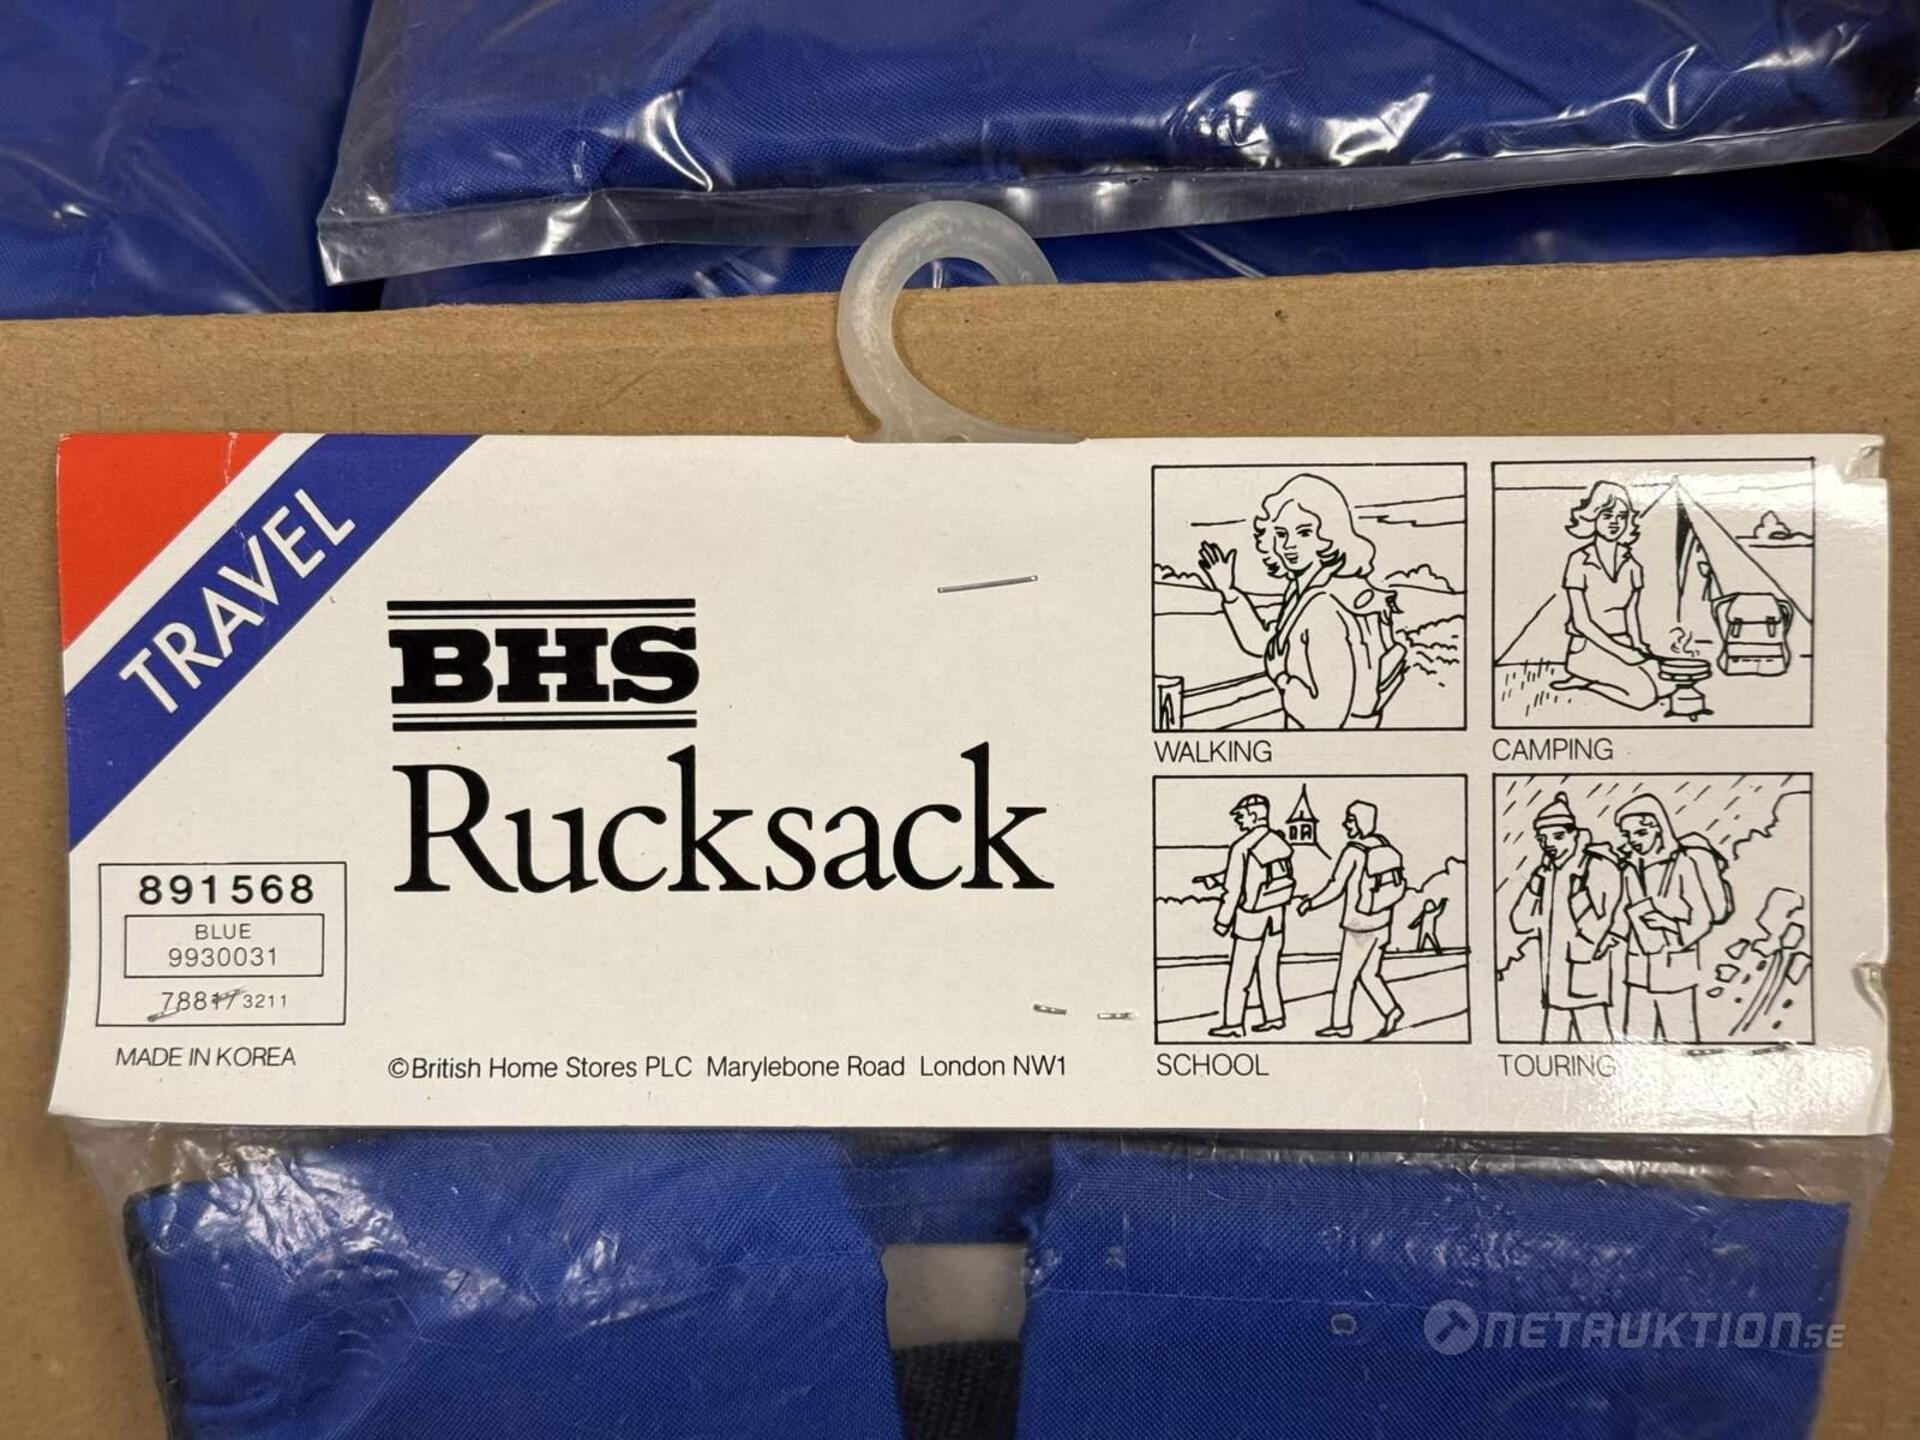 TRAVEL
BHS
Rucksack
891568
BLUE
9930031
3211
MADE IN KOREA
©British Home Stores PLC Marylebone Road London NW1
WALKING
CAMPING
SCHOOL
TOURING
NETAUKTION.SE